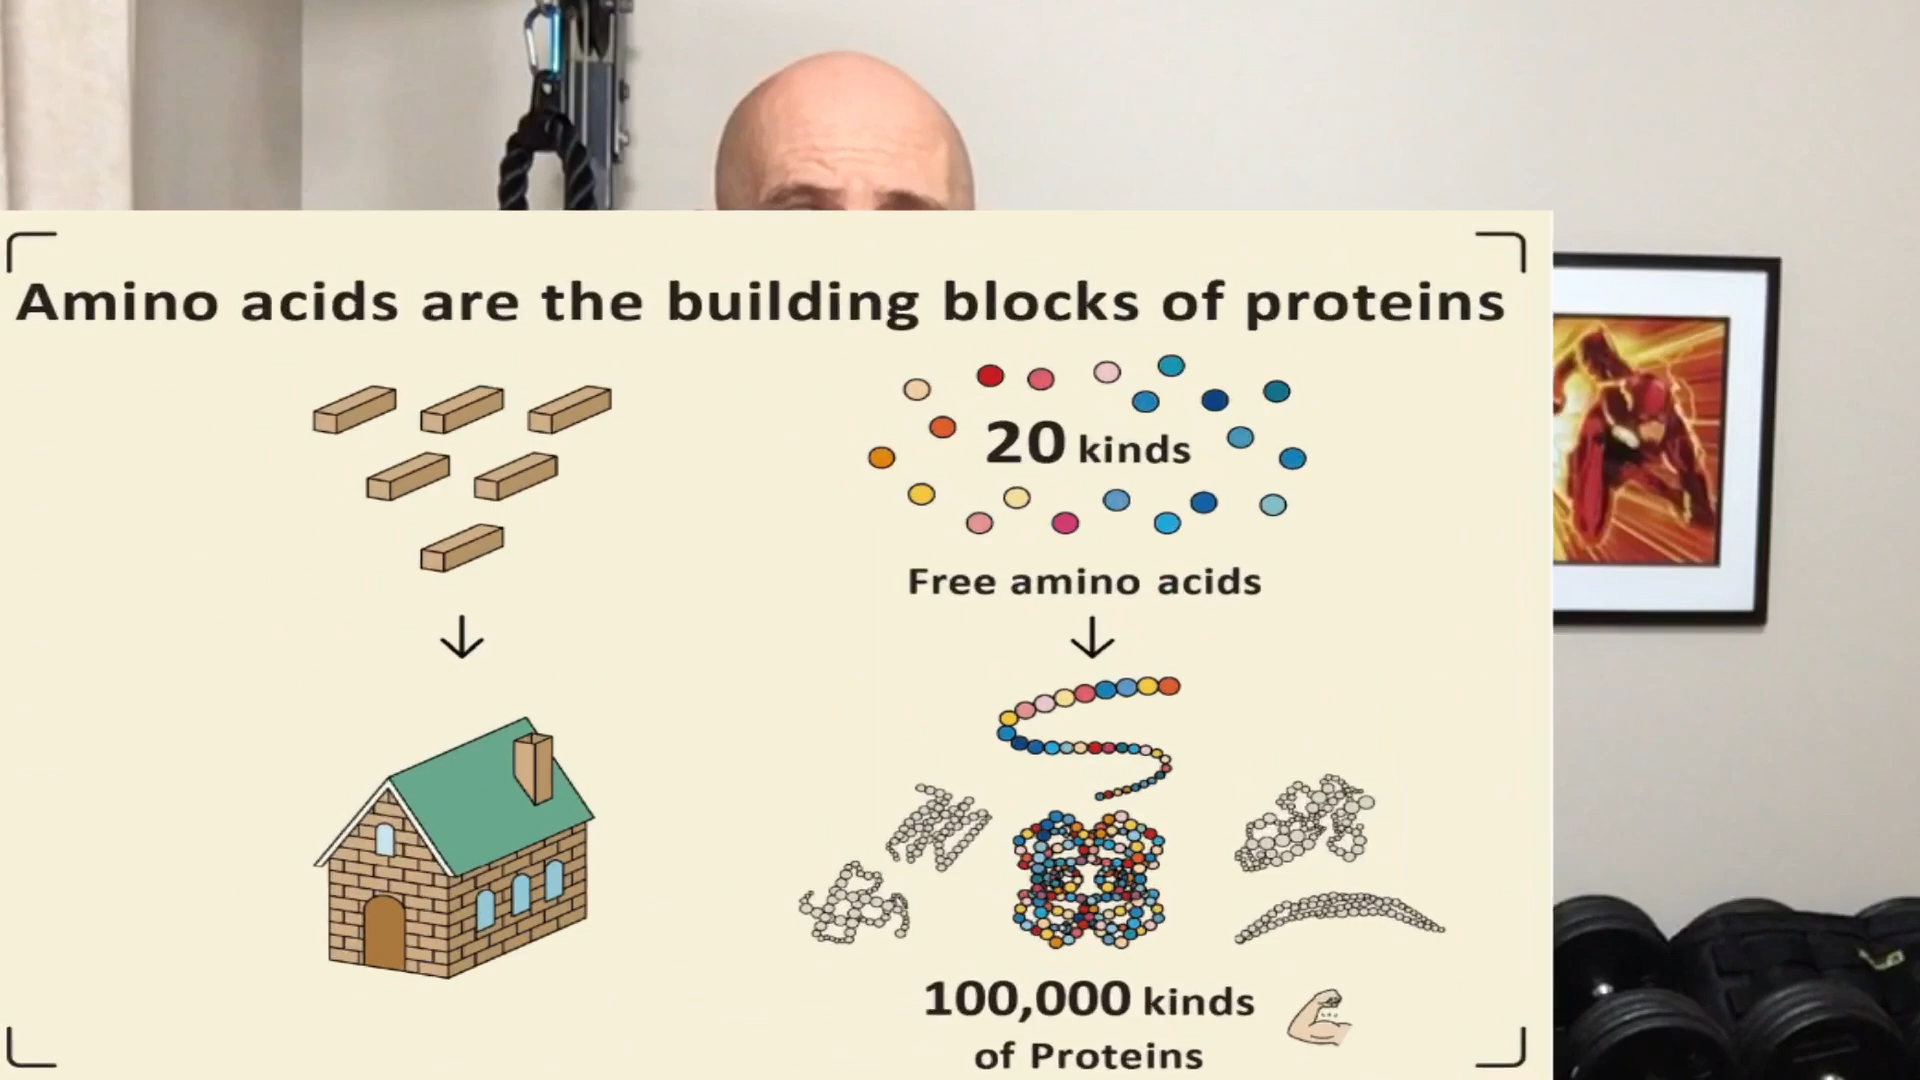 Amino acids are the building blocks of proteins
20 kinds
Free amino acids
100,000 kinds
of Proteins